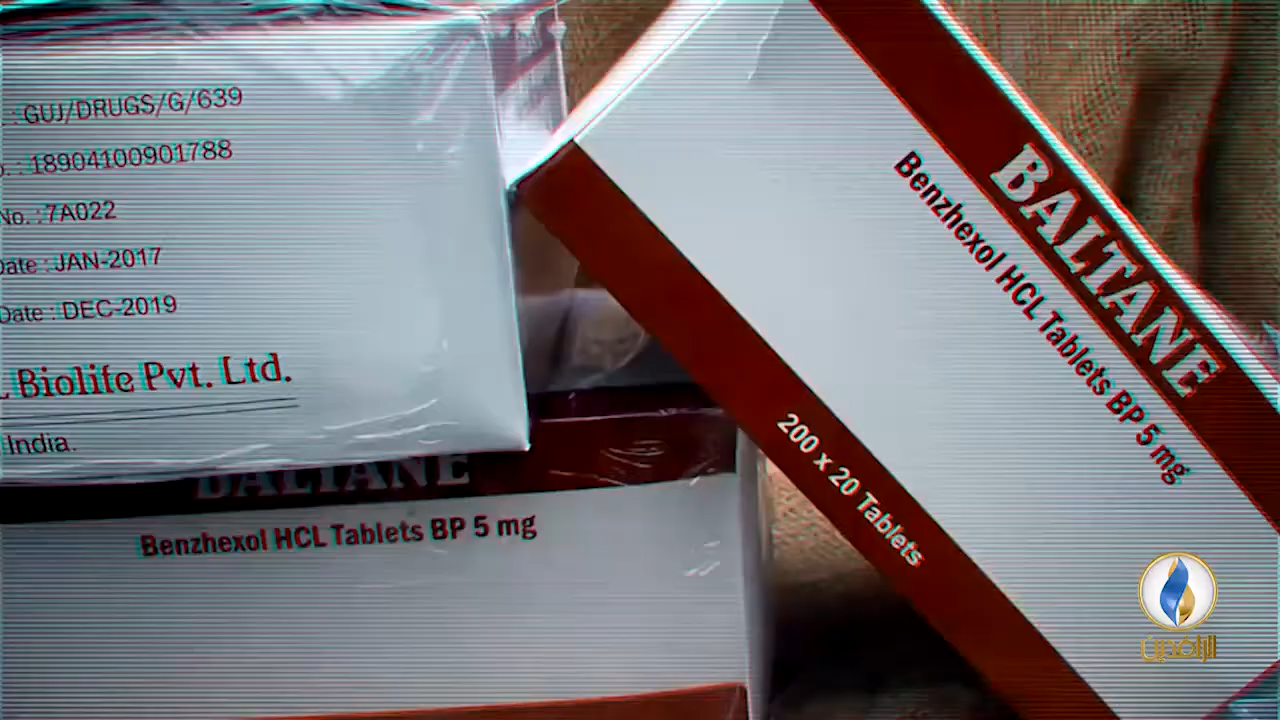 . : GUJ/DRUGS/G/639
. : 18904100901788
No. : 7A022
Date : JAN-2017
Date : DEC-2019
Biolife Pvt. Ltd.
India.
BALTANE
Benzhexol HCL Tablets BP 5 mg
BALTANE
Benzhexol HCL Tablets BP 5 mg
200 x 20 Tablets
الرافدين